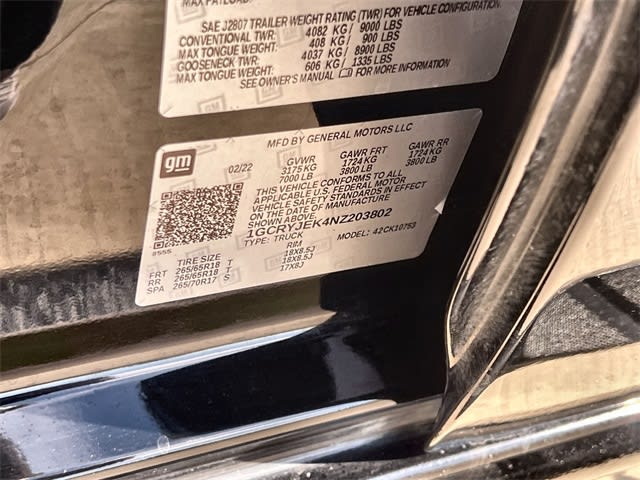 MAX PAYLOAD:
SAE J2807 TRAILER WEIGHT RATING (TWR) FOR VEHICLE CONFIGURATION.
CONVENTIONAL TWR: 4082 KG / 9000 LBS
MAX TONGUE WEIGHT: 408 KG / 900 LBS
GOOSENECK TWR: 4037 KG / 8900 LBS
MAX TONGUE WEIGHT: 606 KG / 1335 LBS
SEE OWNER'S MANUAL FOR MORE INFORMATION
MFD BY GENERAL MOTORS LLC
gm
02/22 GVWR GAWR FRT GAWR RR
3175 KG 1724 KG 1724 KG
7000 LB 3800 LB 3800 LB
THIS VEHICLE CONFORMS TO ALL
APPLICABLE U.S. FEDERAL MOTOR
VEHICLE SAFETY STANDARDS IN EFFECT
ON THE DATE OF MANUFACTURE
SHOWN ABOVE.
1GCRYJEK4NZ203802
TYPE: TRUCK MODEL: 42CK10753
8555
TIRE SIZE RIM
FRT 265/65R18 T 18X8.5J
RR 265/65R18 T 18X8.5J
SPA 265/70R17 S 17X8J